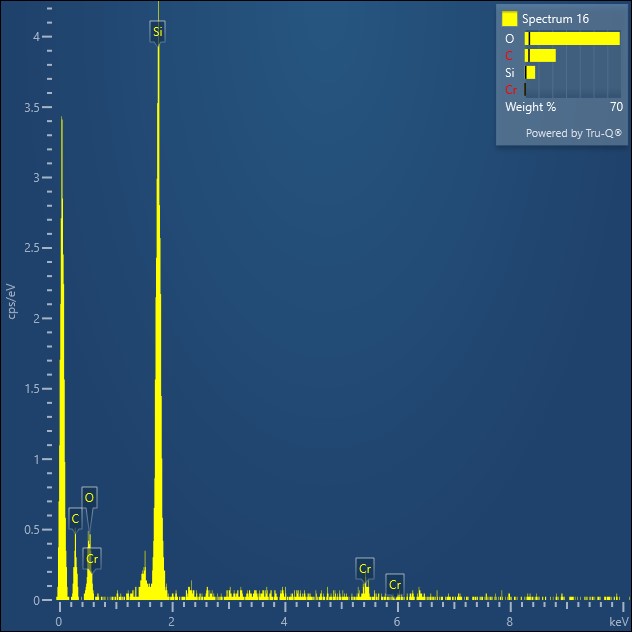 Spectrum 16
O
C
Si
Cr
Weight % 70
Powered by Tru-Q®
cps/eV
4
3.5
3
2.5
2
1.5
1
0.5
0
Si
O
C
Cr
Cr
Cr
0 2 4 6 8 keV